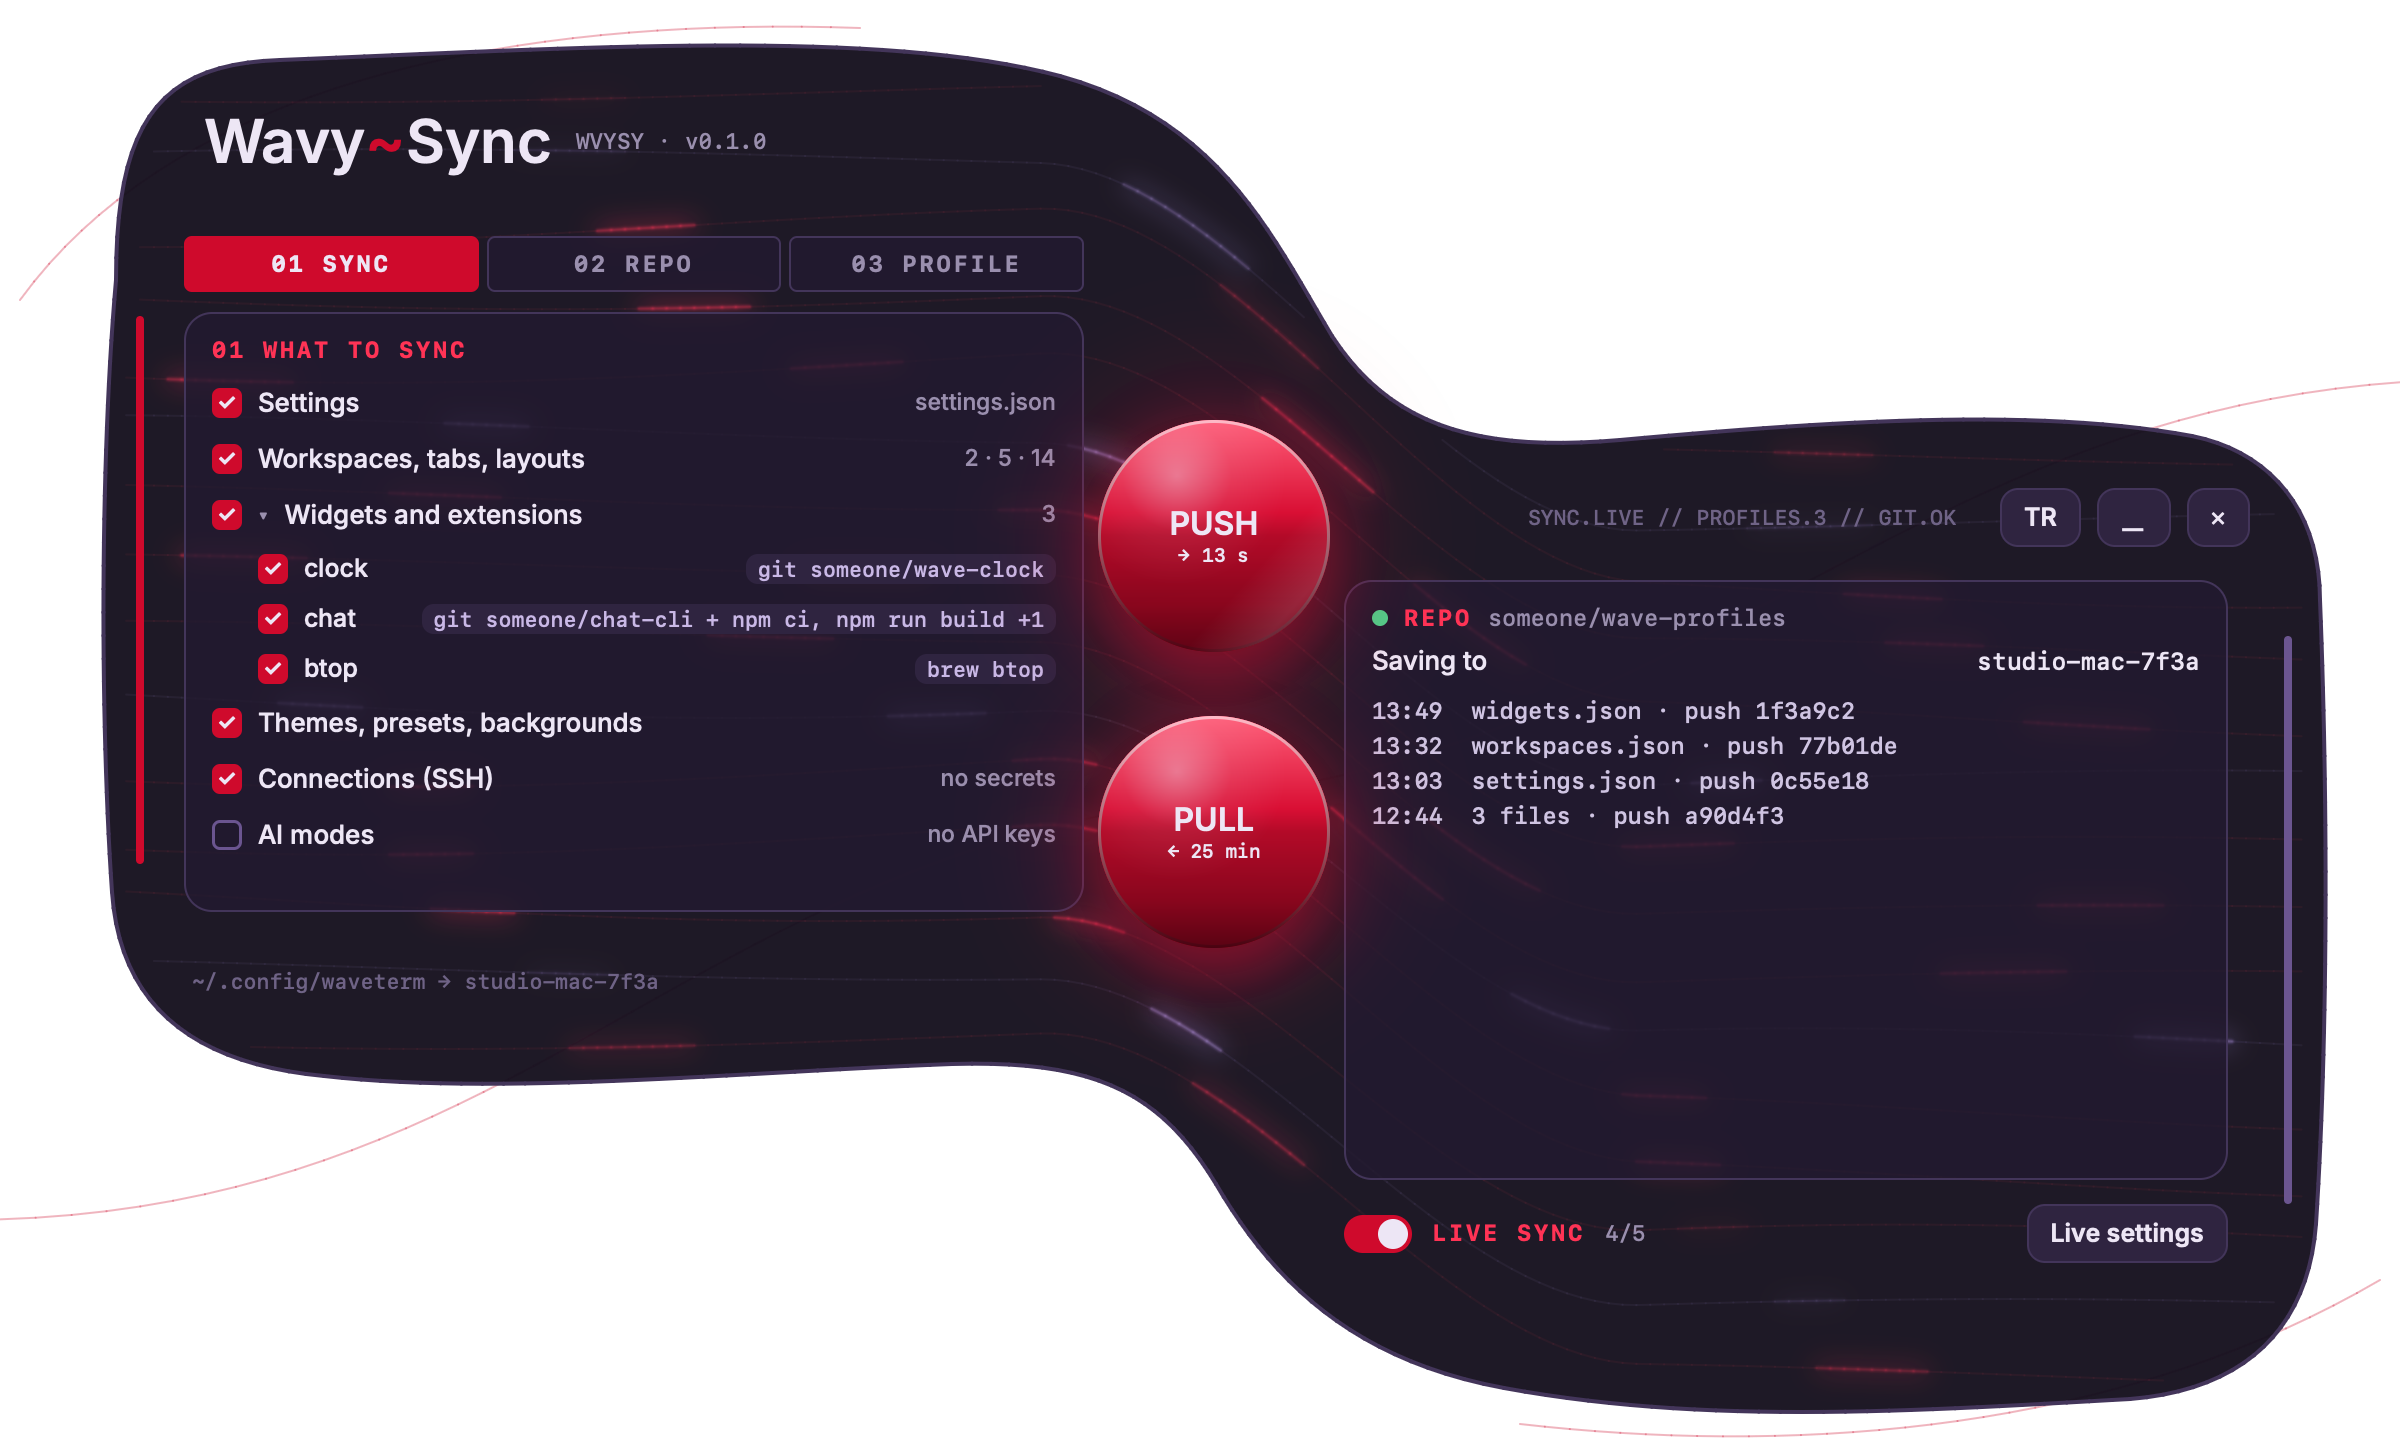 Wavy~Sync WVYSY · v0.1.0
01 SYNC 02 REPO 03 PROFILE
01 WHAT TO SYNC
Settings settings.json
Workspaces, tabs, layouts 2 · 5 · 14
▾ Widgets and extensions 3
clock git someone/wave-clock
chat git someone/chat-cli + npm ci, npm run build +1
btop brew btop
Themes, presets, backgrounds
Connections (SSH) no secrets
AI modes no API keys
~/.config/waveterm → studio-mac-7f3a
PUSH
→ 13 s
PULL
← 25 min
SYNC.LIVE // PROFILES.3 // GIT.OK TR _ ×
REPO someone/wave-profiles
Saving to studio-mac-7f3a
13:49 widgets.json · push 1f3a9c2
13:32 workspaces.json · push 77b01de
13:03 settings.json · push 0c55e18
12:44 3 files · push a90d4f3
LIVE SYNC 4/5 Live settings